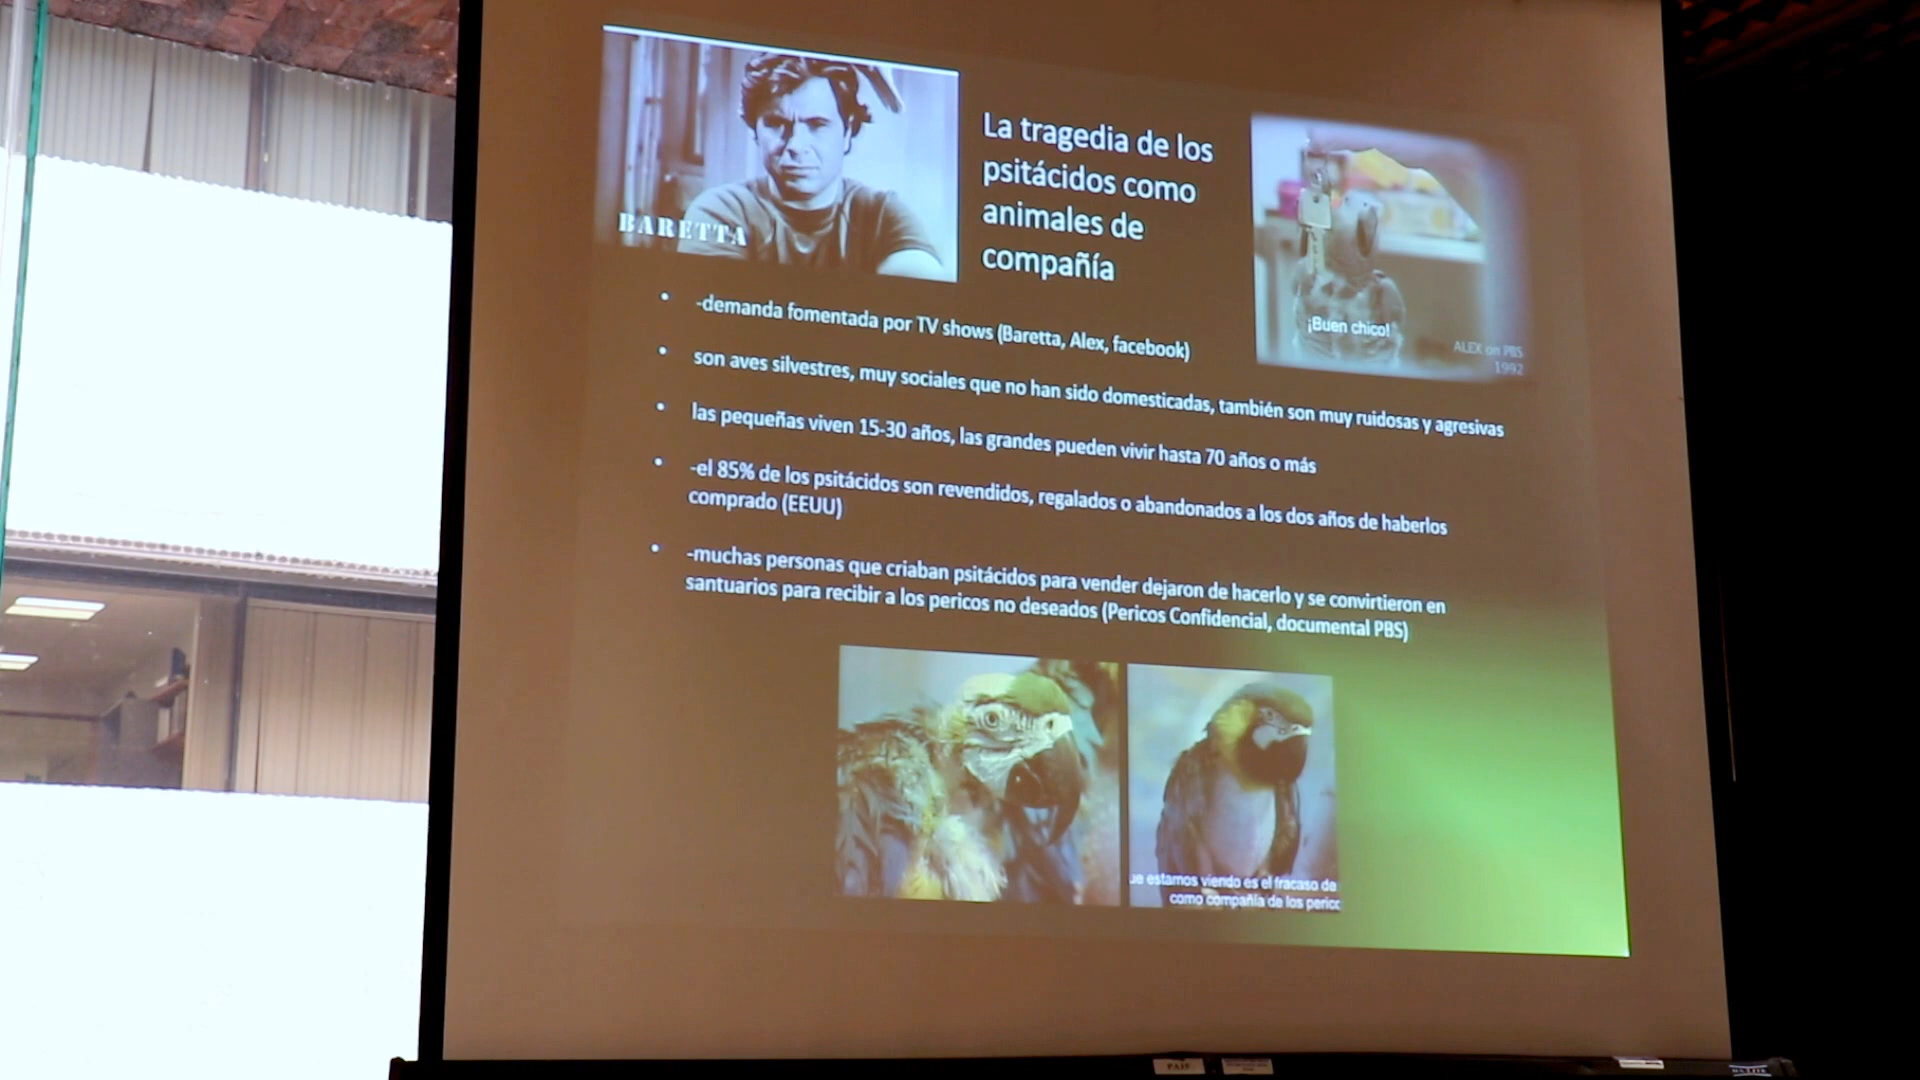 BARETTA
La tragedia de los
psitácidos como
animales de
compañía
¡Buen chico!
ALEX on PBS
1992
• -demanda fomentada por TV shows (Baretta, Alex, facebook)
• son aves silvestres, muy sociales que no han sido domesticadas, también son muy ruidosas y agresivas
• las pequeñas viven 15-30 años, las grandes pueden vivir hasta 70 años o más
• -el 85% de los psitácidos son revendidos, regalados o abandonados a los dos años de haberlos
comprado (EEUU)
• -muchas personas que criaban psitácidos para vender dejaron de hacerlo y se convirtieron en
santuarios para recibir a los pericos no deseados (Pericos Confidencial, documental PBS)
ue estamos viendo es el fracaso de
como compañía de los perico